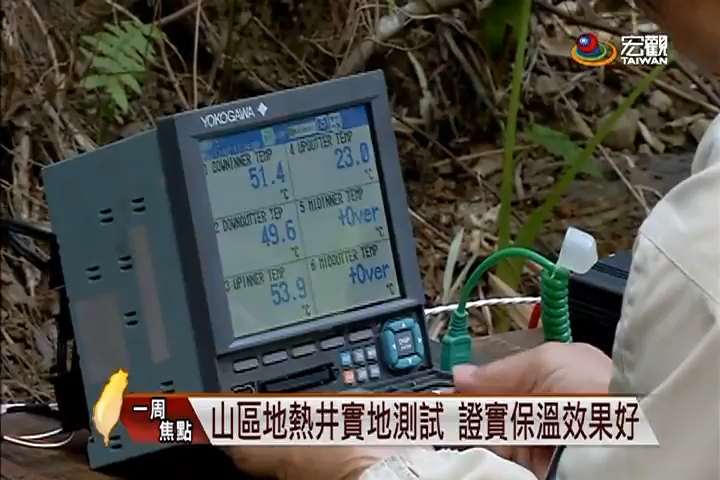 宏觀
TAIWAN
YOKOGAWA
1 DOWNINNER TEMP
51.4
℃
2 DOWNOUTTER TEMP
49.6
℃
3 UPINNER TEMP
53.9
℃
4 UPOUTTER TEMP
23.0
℃
5 MIDINNER TEMP
+Over
℃
6 MIDOUTTER TEMP
+Over
℃
一周
焦點
山區地熱井實地測試 證實保溫效果好